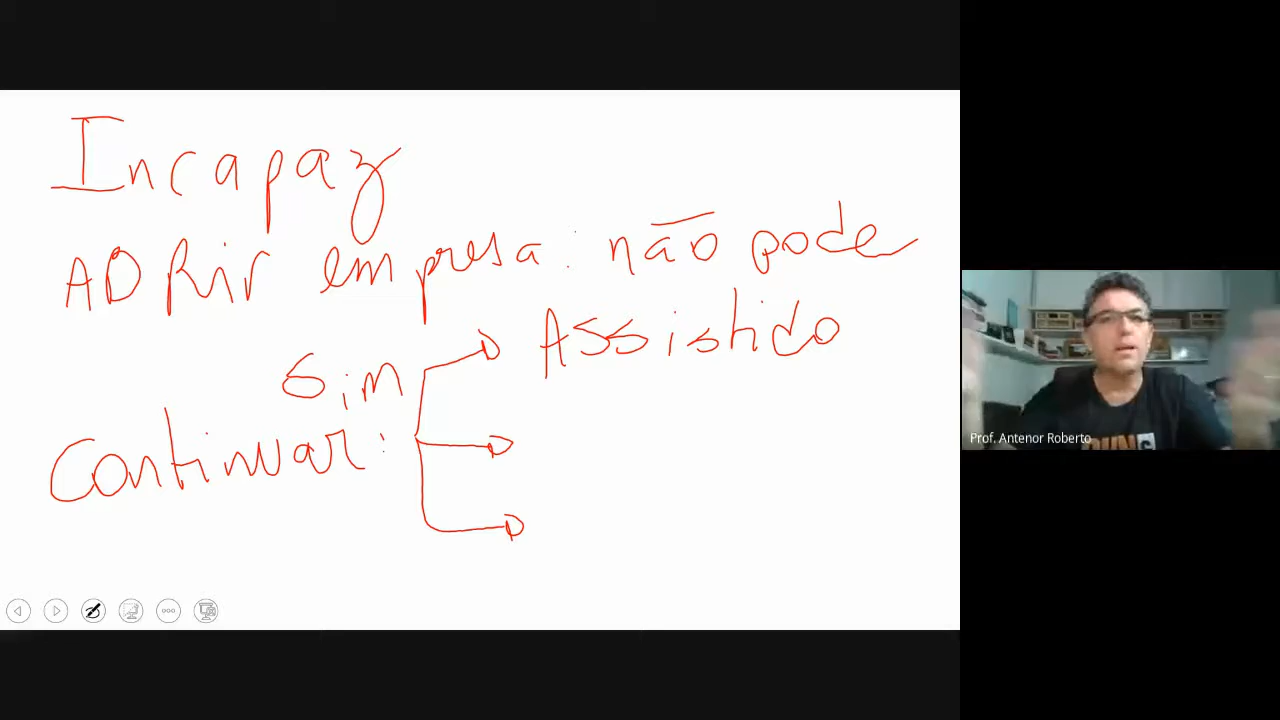 Incapaz
ABRir empresa: não pode
Assistido
Sim
Continuar:
Prof. Antenor Roberto